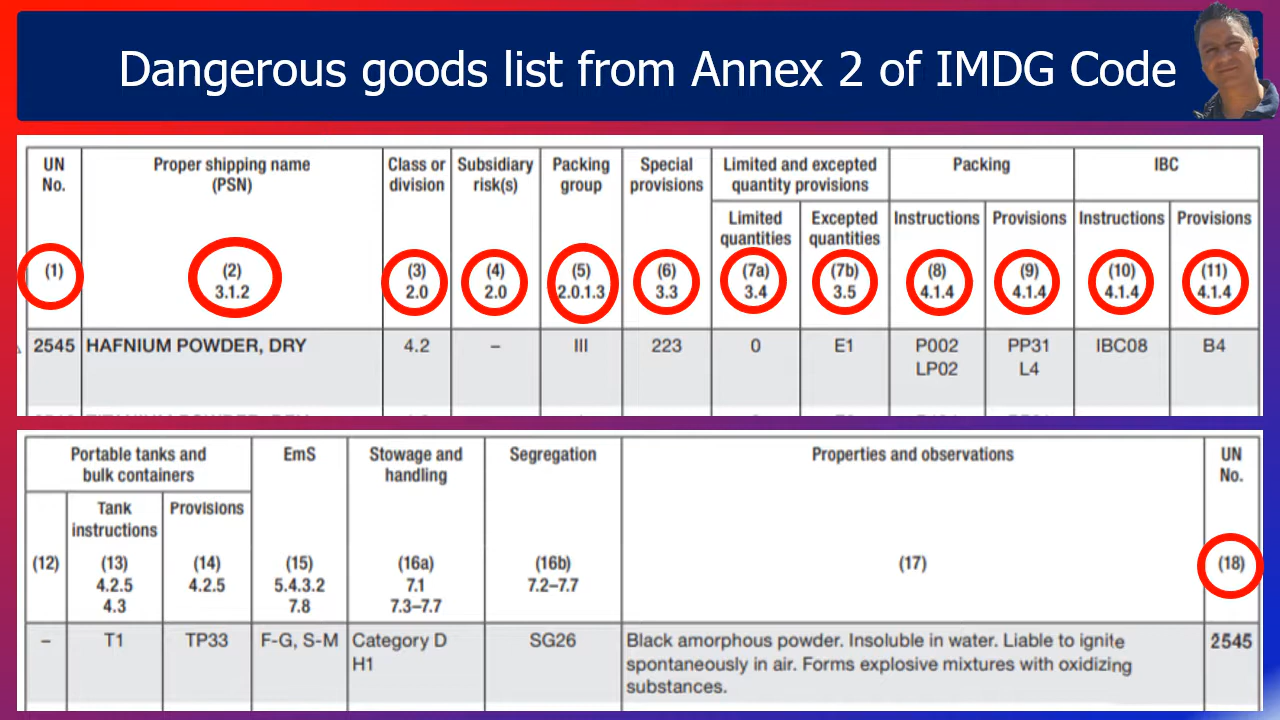 Dangerous goods list from Annex 2 of IMDG Code
UN No.
Proper shipping name (PSN)
Class or division
Subsidiary risk(s)
Packing group
Special provisions
Limited and excepted quantity provisions
Packing
IBC
Limited quantities
Excepted quantities
Instructions
Provisions
Instructions
Provisions
(1)
(2) 3.1.2
(3) 2.0
(4) 2.0
(5) 2.0.1.3
(6) 3.3
(7a) 3.4
(7b) 3.5
(8) 4.1.4
(9) 4.1.4
(10) 4.1.4
(11) 4.1.4
2545 HAFNIUM POWDER, DRY 4.2 – III 223 0 E1 P002 PP31 IBC08 B4
LP02 L4
Portable tanks and bulk containers
EmS
Stowage and handling
Segregation
Properties and observations
UN No.
Tank instructions
Provisions
(12)
(13) 4.2.5 4.3
(14) 4.2.5
(15) 5.4.3.2 7.8
(16a) 7.1 7.3–7.7
(16b) 7.2–7.7
(17)
(18)
– T1 TP33 F-G, S-M Category D SG26 Black amorphous powder. Insoluble in water. Liable to ignite 2545
H1 spontaneously in air. Forms explosive mixtures with oxidizing
substances.